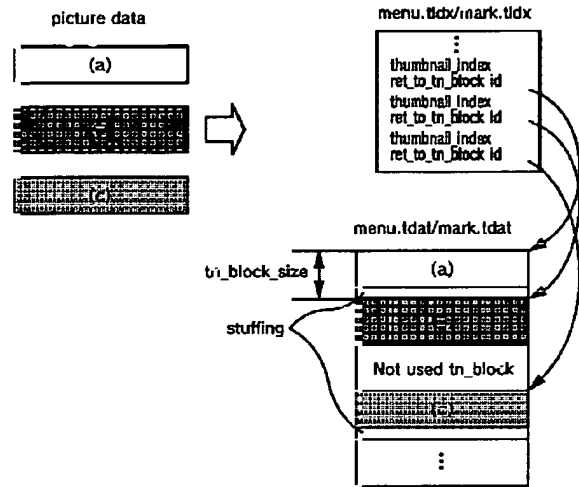 picture data
(a)
(c)
menu.tidx/mark.tidx
thumbnail_index
ret_to_tn_block id
thumbnail_index
ret_to_tn_block id
thumbnail_index
ret_to_tn_block id
menu.tdat/mark.tdat
tn_block_size
(a)
stuffing
Not used tn_block